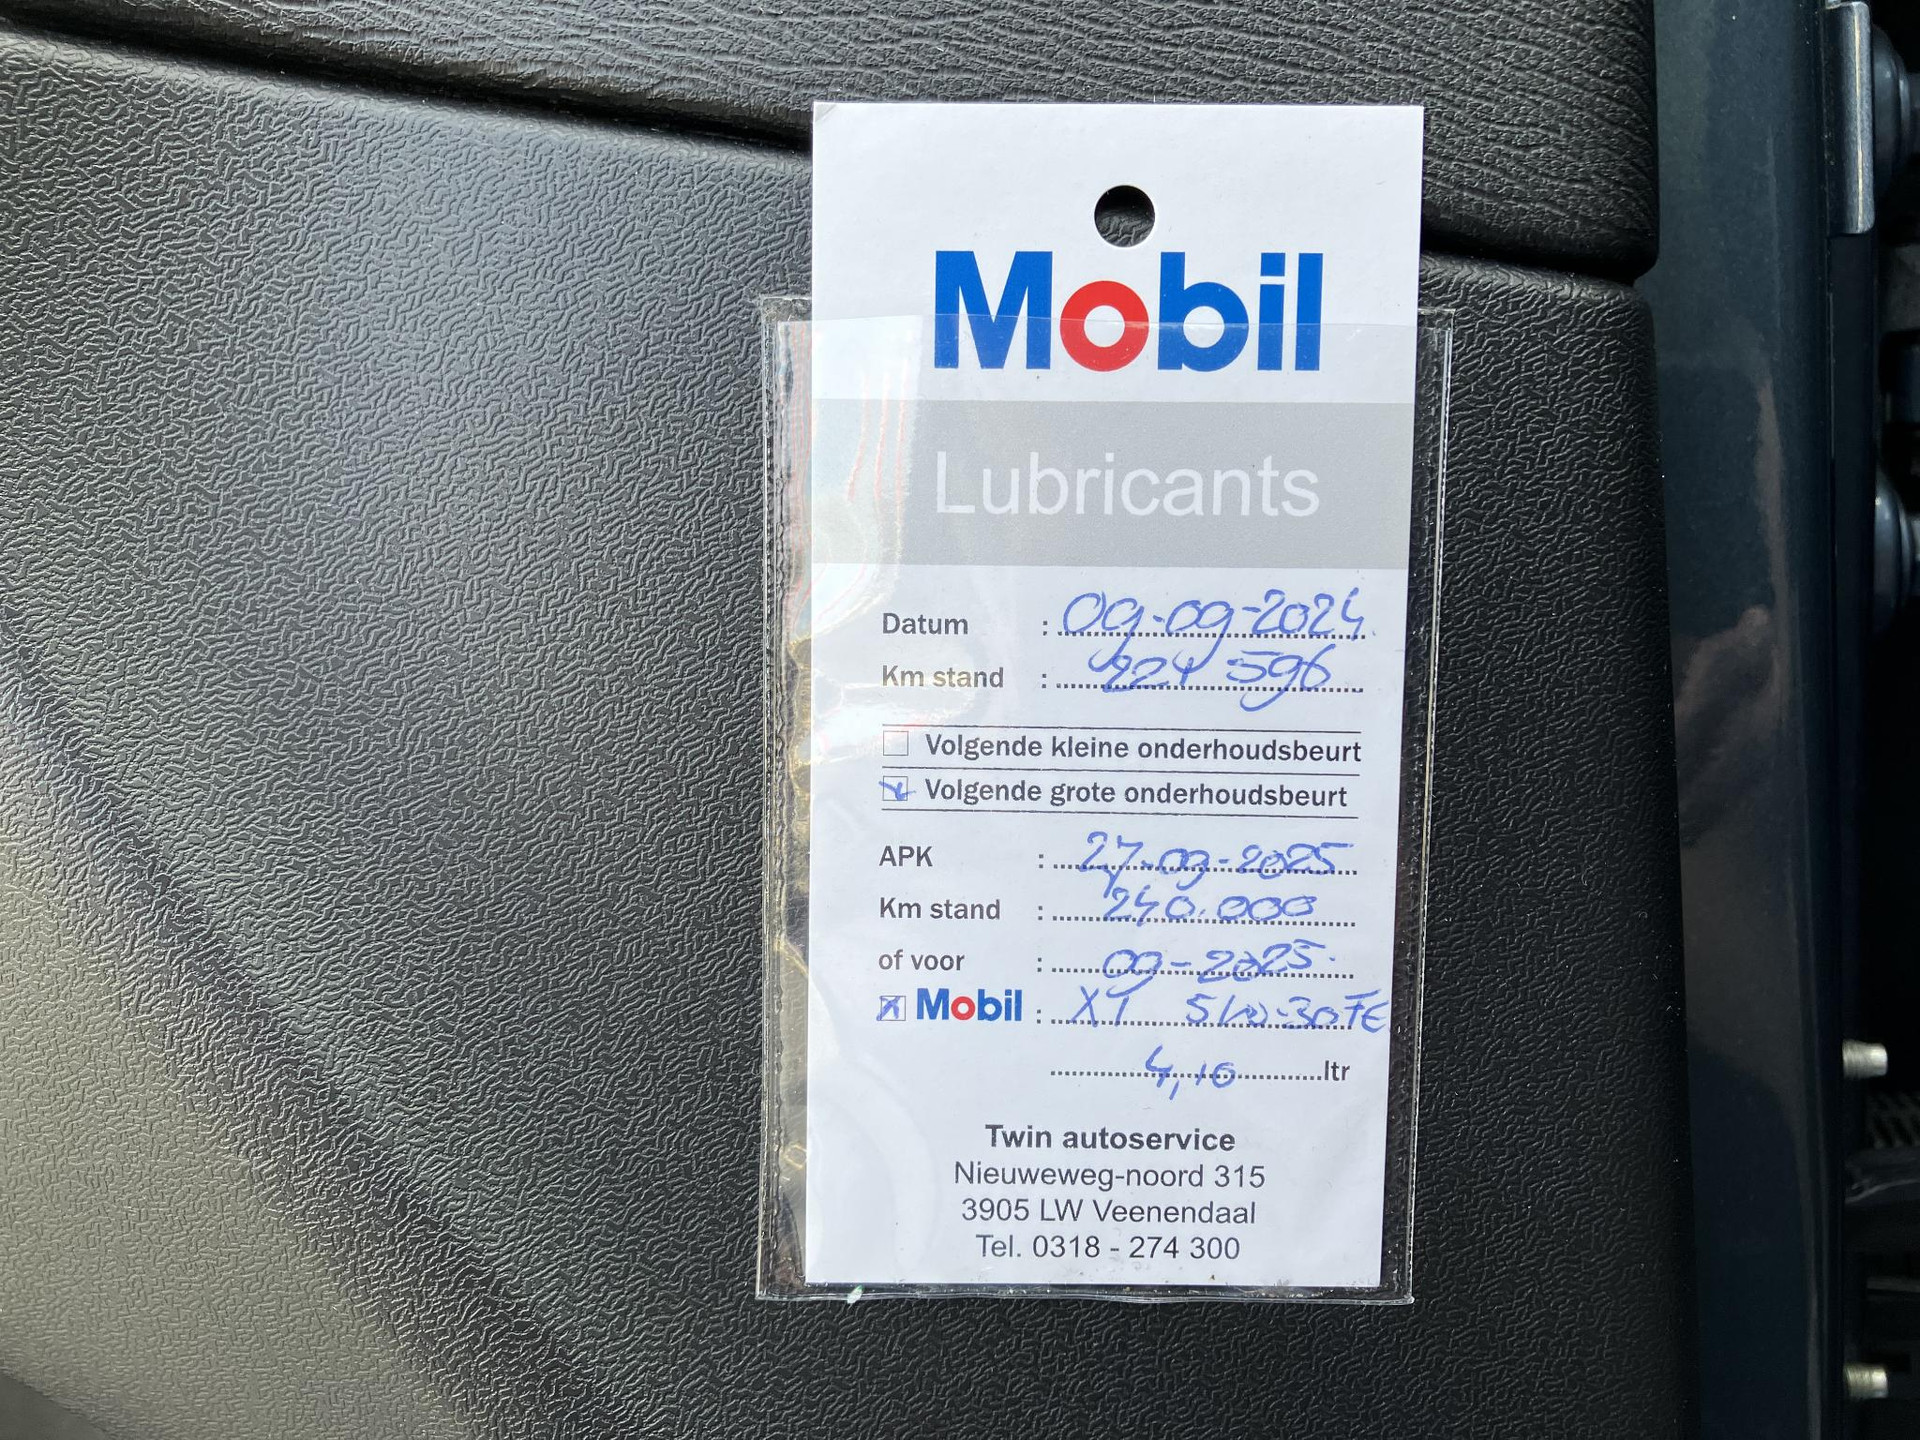 Mobil
Lubricants
Datum : 09-09-2024
Km stand : 224 596
Volgende kleine onderhoudsbeurt
Volgende grote onderhoudsbeurt
APK : 27-09-2025
Km stand : 240.000
of voor : 09-2025.
Mobil : X1 5W-30FE
4,10 ltr
Twin autoservice
Nieuweweg-noord 315
3905 LW Veenendaal
Tel. 0318 - 274 300